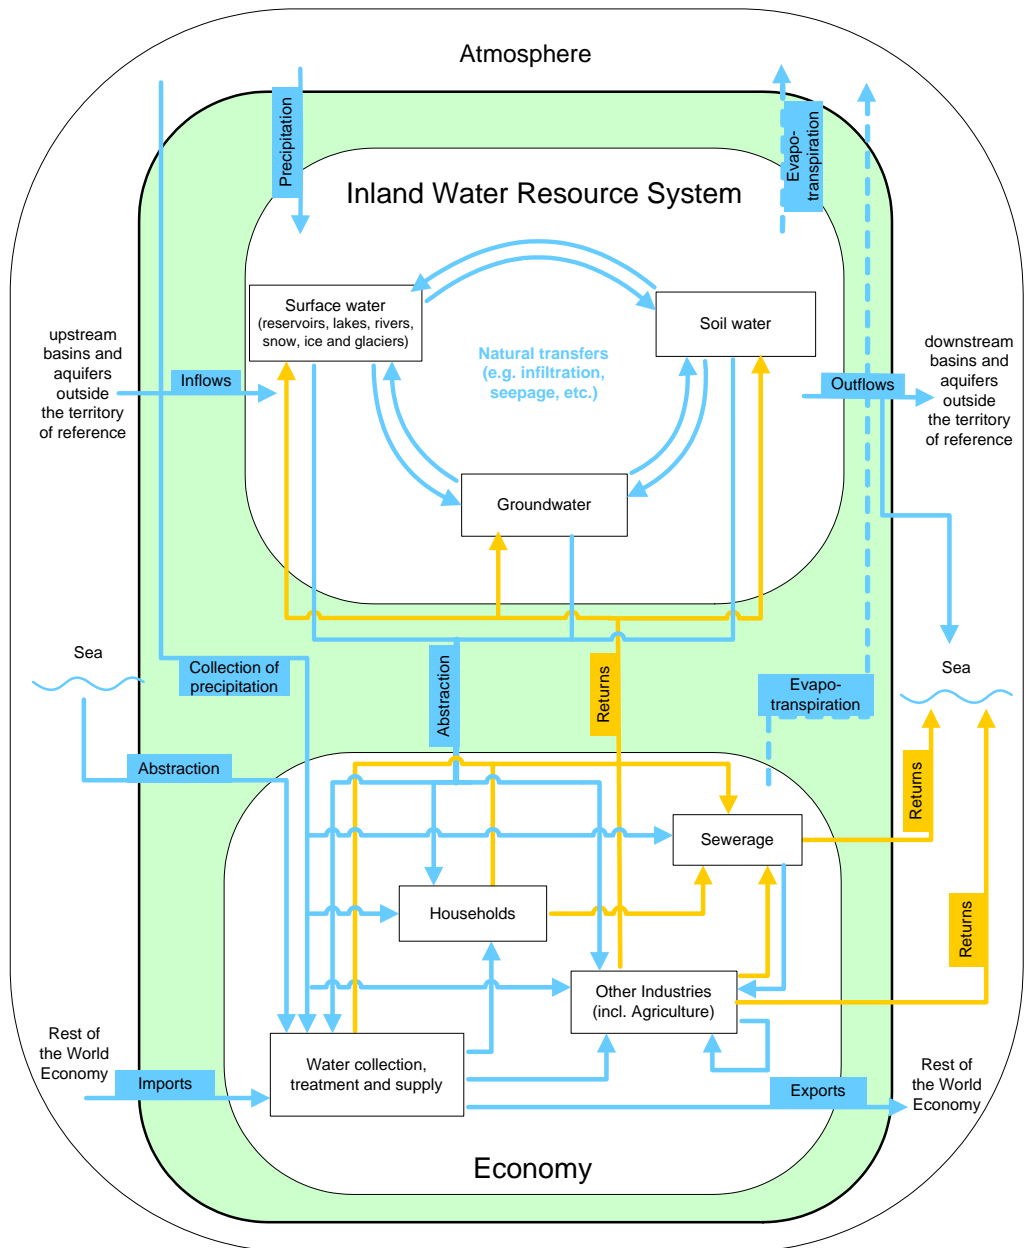 Atmosphere
Precipitation
Evapo-
transpiration
Inland Water Resource System
Surface water
(reservoirs, lakes, rivers,
snow, ice and glaciers)
Soil water
Natural transfers
(e.g. infiltration,
seepage, etc.)
upstream
basins and
aquifers
outside
the territory
of reference
Inflows
Outflows
downstream
basins and
aquifers
outside
the territory
of reference
Groundwater
Sea
Collection of
precipitation
Abstraction
Returns
Evapo-
transpiration
Sea
Abstraction
Returns
Sewerage
Households
Returns
Other Industries
(incl. Agriculture)
Rest of
the World
Economy
Imports
Water collection,
treatment and supply
Exports
Rest of
the World
Economy
Economy